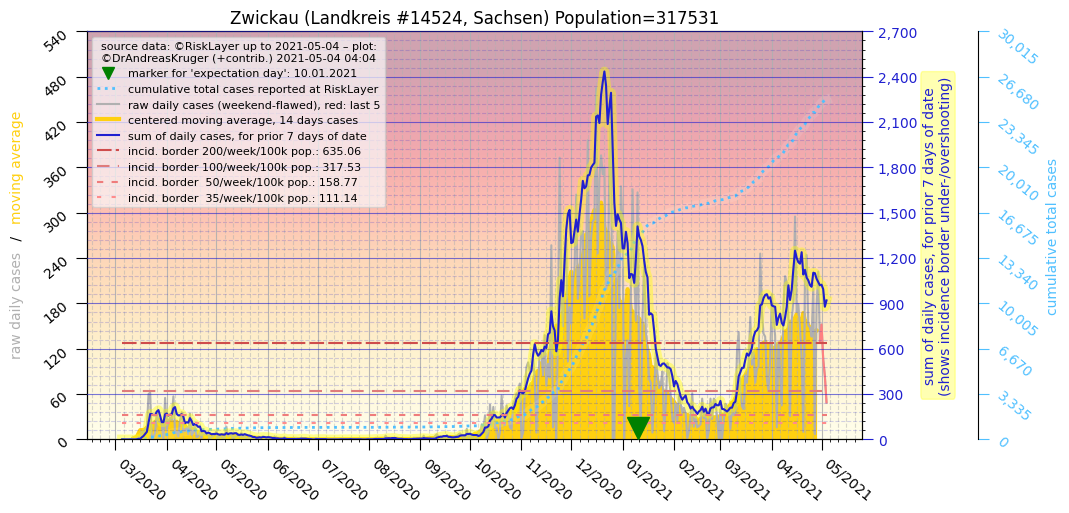 Zwickau (Landkreis #14524, Sachsen) Population=317531
source data: ©RiskLayer up to 2021-05-04 – plot:
©DrAndreasKruger (+contrib.) 2021-05-04 04:04
marker for 'expectation day': 10.01.2021
cumulative total cases reported at RiskLayer
raw daily cases (weekend-flawed), red: last 5
centered moving average, 14 days cases
sum of daily cases, for prior 7 days of date
incid. border 200/week/100k pop.: 635.06
incid. border 100/week/100k pop.: 317.53
incid. border  50/week/100k pop.: 158.77
incid. border  35/week/100k pop.: 111.14
raw daily cases / moving average
540
480
420
360
300
240
180
120
60
0
03/2020
04/2020
05/2020
06/2020
07/2020
08/2020
09/2020
10/2020
11/2020
12/2020
01/2021
02/2021
03/2021
04/2021
05/2021
2,700
2,400
2,100
1,800
1,500
1,200
900
600
300
0
sum of daily cases, for prior 7 days of date
(shows incidence border under-/overshooting)
30,015
26,680
23,345
20,010
16,675
13,340
10,005
6,670
3,335
0
cumulative total cases